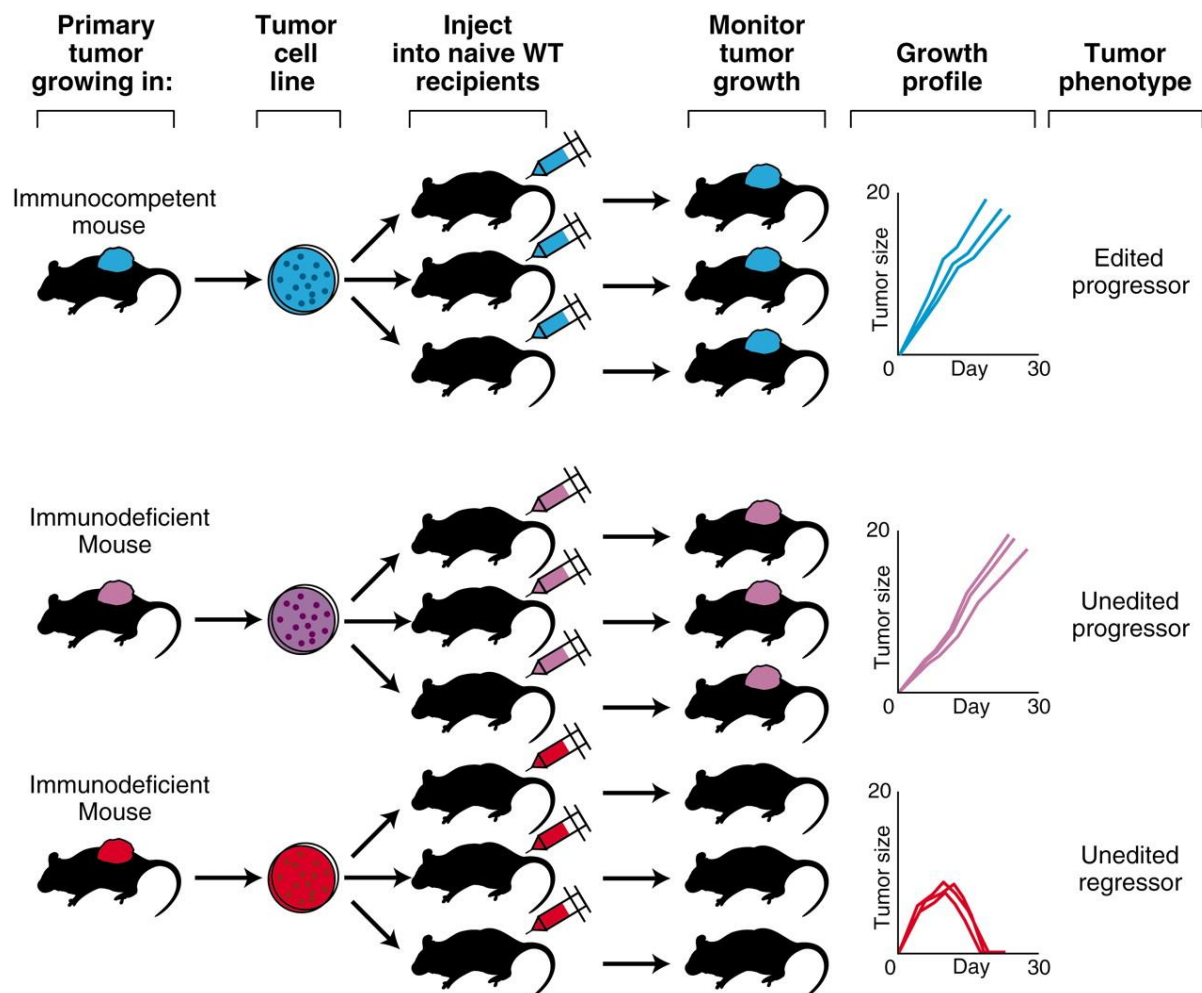 Primary
tumor
growing in:
Tumor
cell
line
Inject
into naive WT
recipients
Monitor
tumor
growth
Growth
profile
Tumor
phenotype
Immunocompetent
mouse
20
Tumor size
0
Day
30
Edited
progressor
Immunodeficient
Mouse
20
Tumor size
0
Day
30
Unedited
progressor
Immunodeficient
Mouse
20
Tumor size
0
Day
30
Unedited
regressor